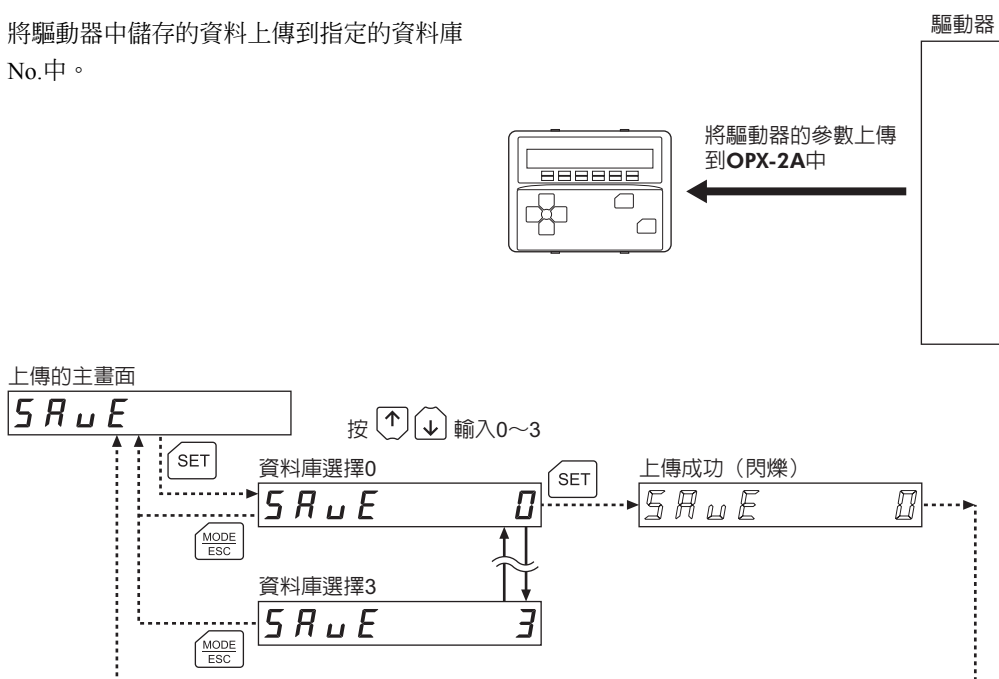 將驅動器中儲存的資料上傳到指定的資料庫
No.中。
驅動器
將驅動器的參數上傳
到OPX-2A中
上傳的主畫面
SAvE
SET
按 ↑ ↓ 輸入0～3
資料庫選擇0
SAvE 0
SET
上傳成功（閃爍）
SAvE 0
MODE
ESC
資料庫選擇3
SAvE 3
MODE
ESC